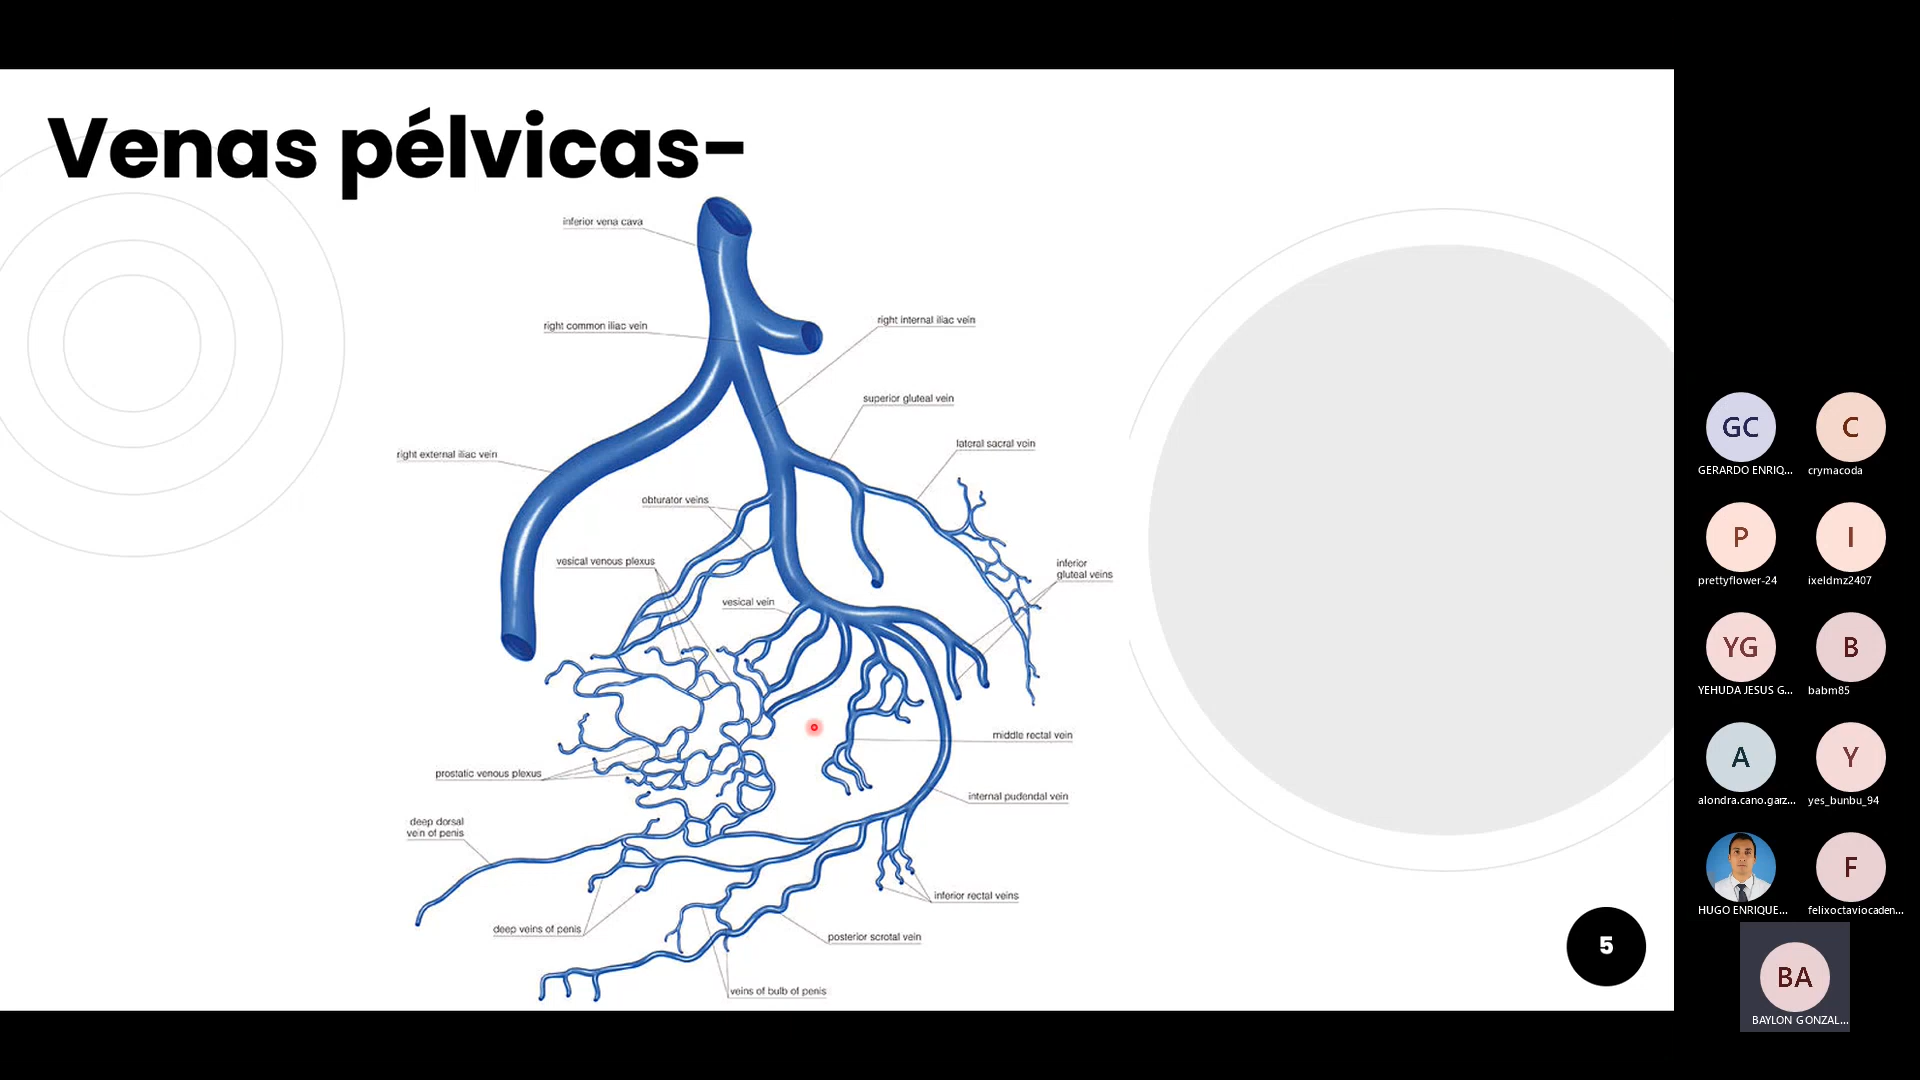 Venas pélvicas-
inferior vena cava
right common iliac vein
right internal iliac vein
superior gluteal vein
lateral sacral vein
right external iliac vein
obturator veins
vesical venous plexus
inferior
gluteal veins
vesical vein
middle rectal vein
prostatic venous plexus
internal pudendal vein
deep dorsal
vein of penis
inferior rectal veins
deep veins of penis
posterior scrotal vein
veins of bulb of penis
5
GC
GERARDO ENRIQ...
C
crymacoda
P
prettyflower-24
I
ixeldmz2407
YG
YEHUDA JESUS G...
B
babm85
A
alondra.cano.garz...
Y
yes_bunbu_94
HUGO ENRIQUE...
F
felixoctaviocaden...
BA
BAYLON GONZAL...